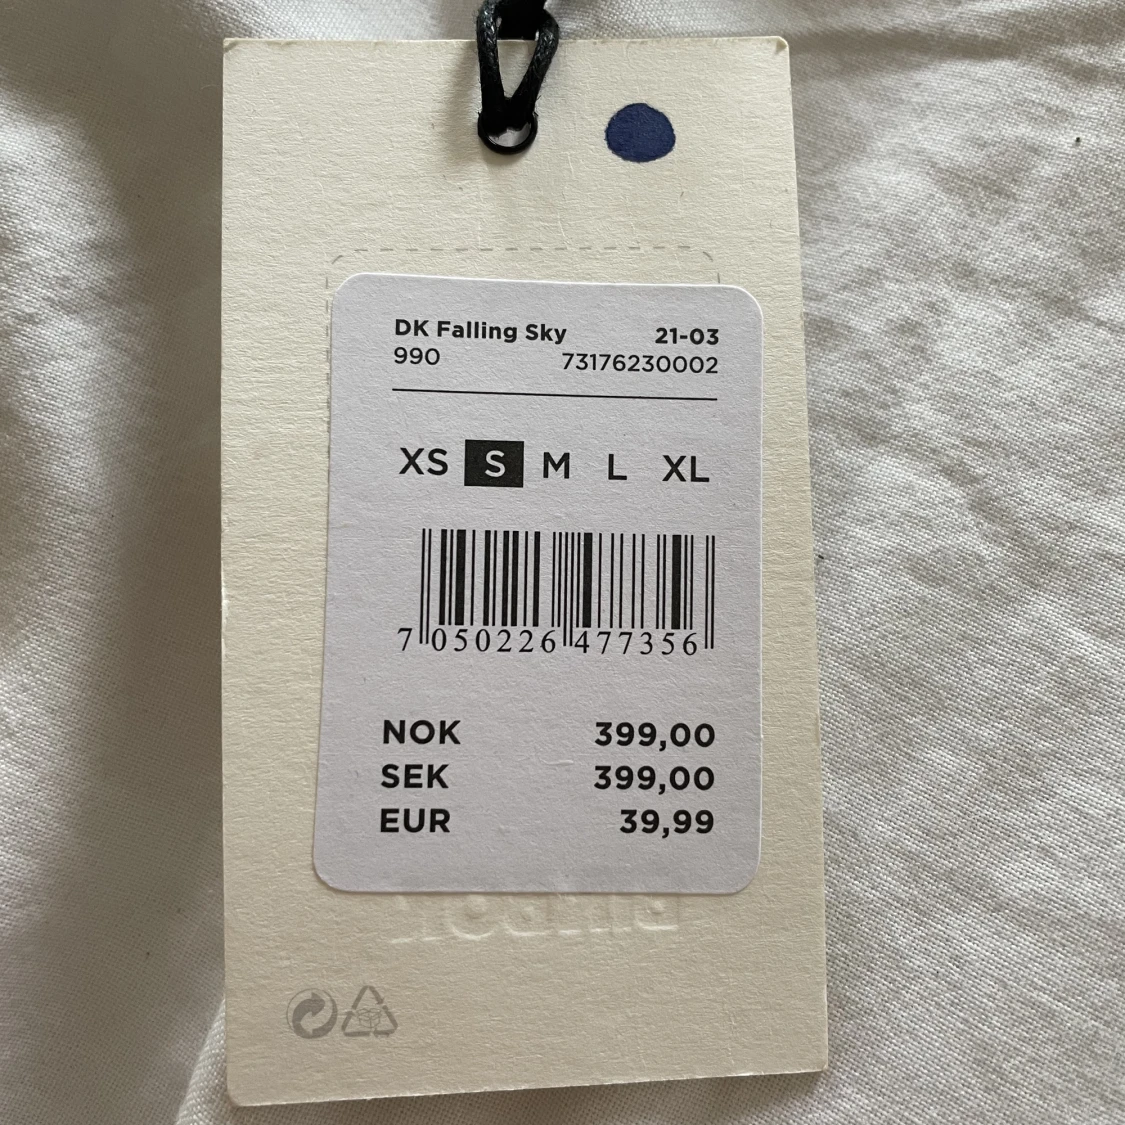 DK Falling Sky 21-03
990 73176230002
XS S M L XL
7 050226 477356
NOK 399,00
SEK 399,00
EUR 39,99